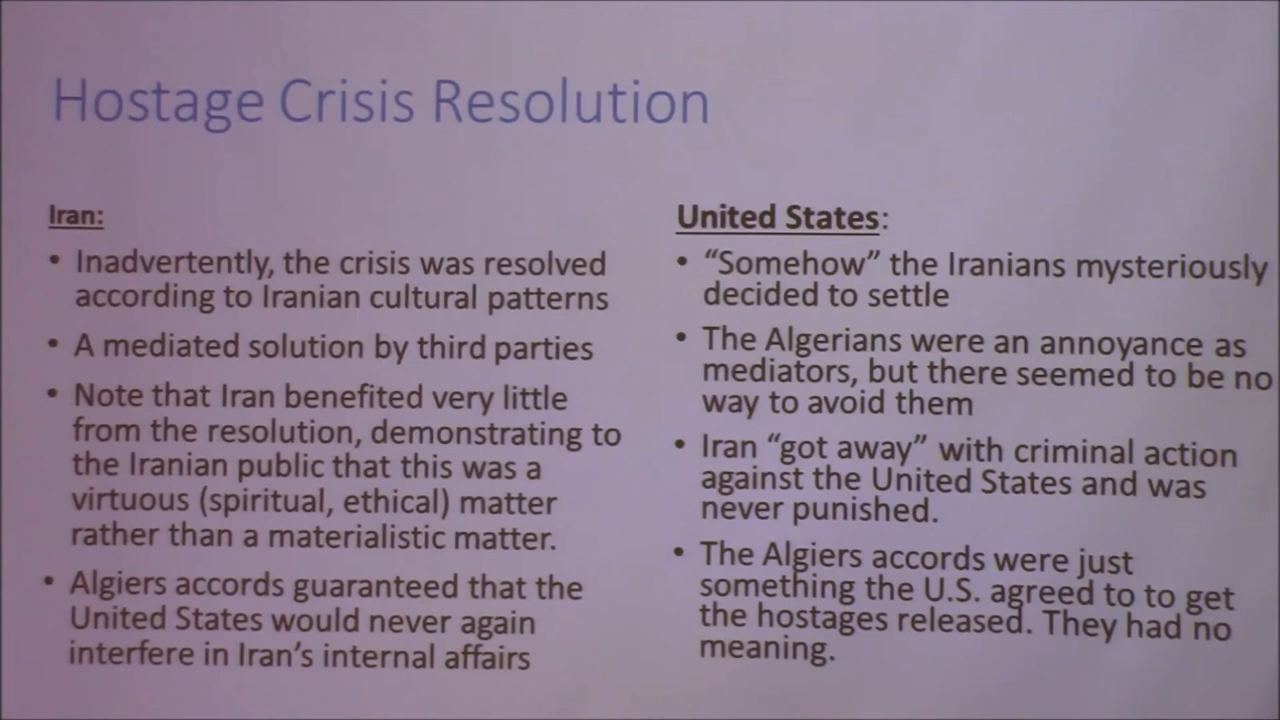 Hostage Crisis Resolution
Iran:
• Inadvertently, the crisis was resolved
according to Iranian cultural patterns
• A mediated solution by third parties
• Note that Iran benefited very little
from the resolution, demonstrating to
the Iranian public that this was a
virtuous (spiritual, ethical) matter
rather than a materialistic matter.
• Algiers accords guaranteed that the
United States would never again
interfere in Iran’s internal affairs
United States:
• “Somehow” the Iranians mysteriously
decided to settle
• The Algerians were an annoyance as
mediators, but there seemed to be no
way to avoid them
• Iran “got away” with criminal action
against the United States and was
never punished.
• The Algiers accords were just
something the U.S. agreed to to get
the hostages released. They had no
meaning.